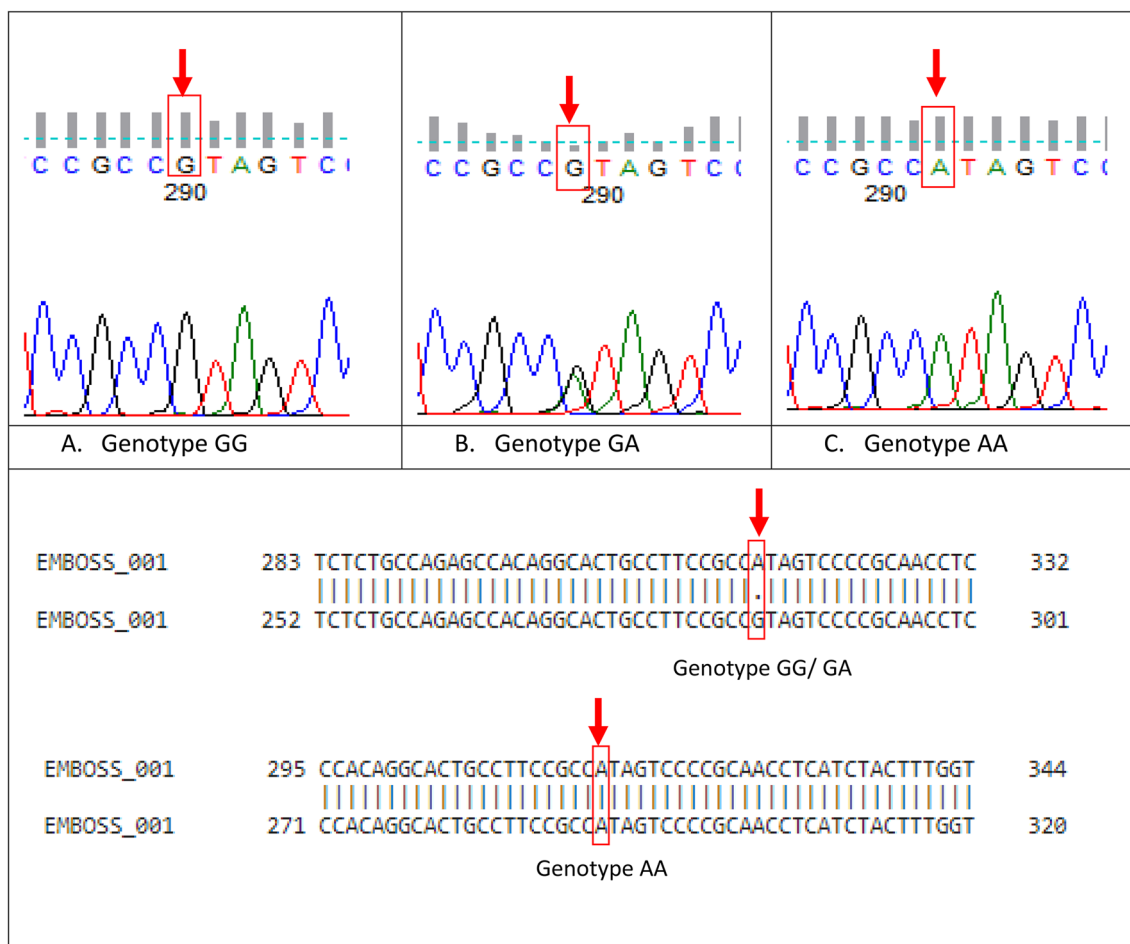 C C G C C G T A G T C
290
C C G C C G T A G T C
290
C C G C C A T A G T C
290
A. Genotype GG
B. Genotype GA
C. Genotype AA
EMBOSS_001 283 TCTCTGCCAGAGCCACAGGCACTGCCTTCCGCCATAGTCCCCGCAACCTC 332
EMBOSS_001 252 TCTCTGCCAGAGCCACAGGCACTGCCTTCCGCCGTAGTCCCCGCAACCTC 301
Genotype GG/ GA
EMBOSS_001 295 CCACAGGCACTGCCTTCCGCCATAGTCCCCGCAACCTCATCTACTTTGGT 344
EMBOSS_001 271 CCACAGGCACTGCCTTCCGCCATAGTCCCCGCAACCTCATCTACTTTGGT 320
Genotype AA